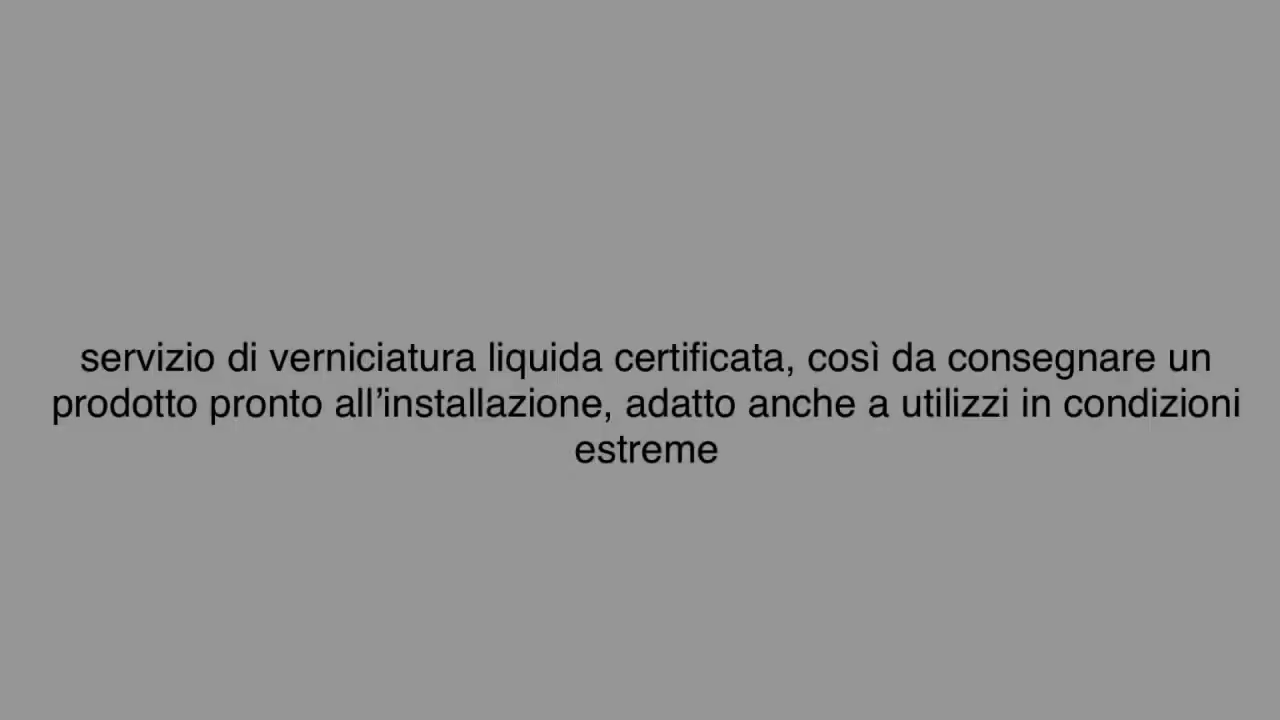 servizio di verniciatura liquida certificata, così da consegnare un
prodotto pronto all’installazione, adatto anche a utilizzi in condizioni
estreme